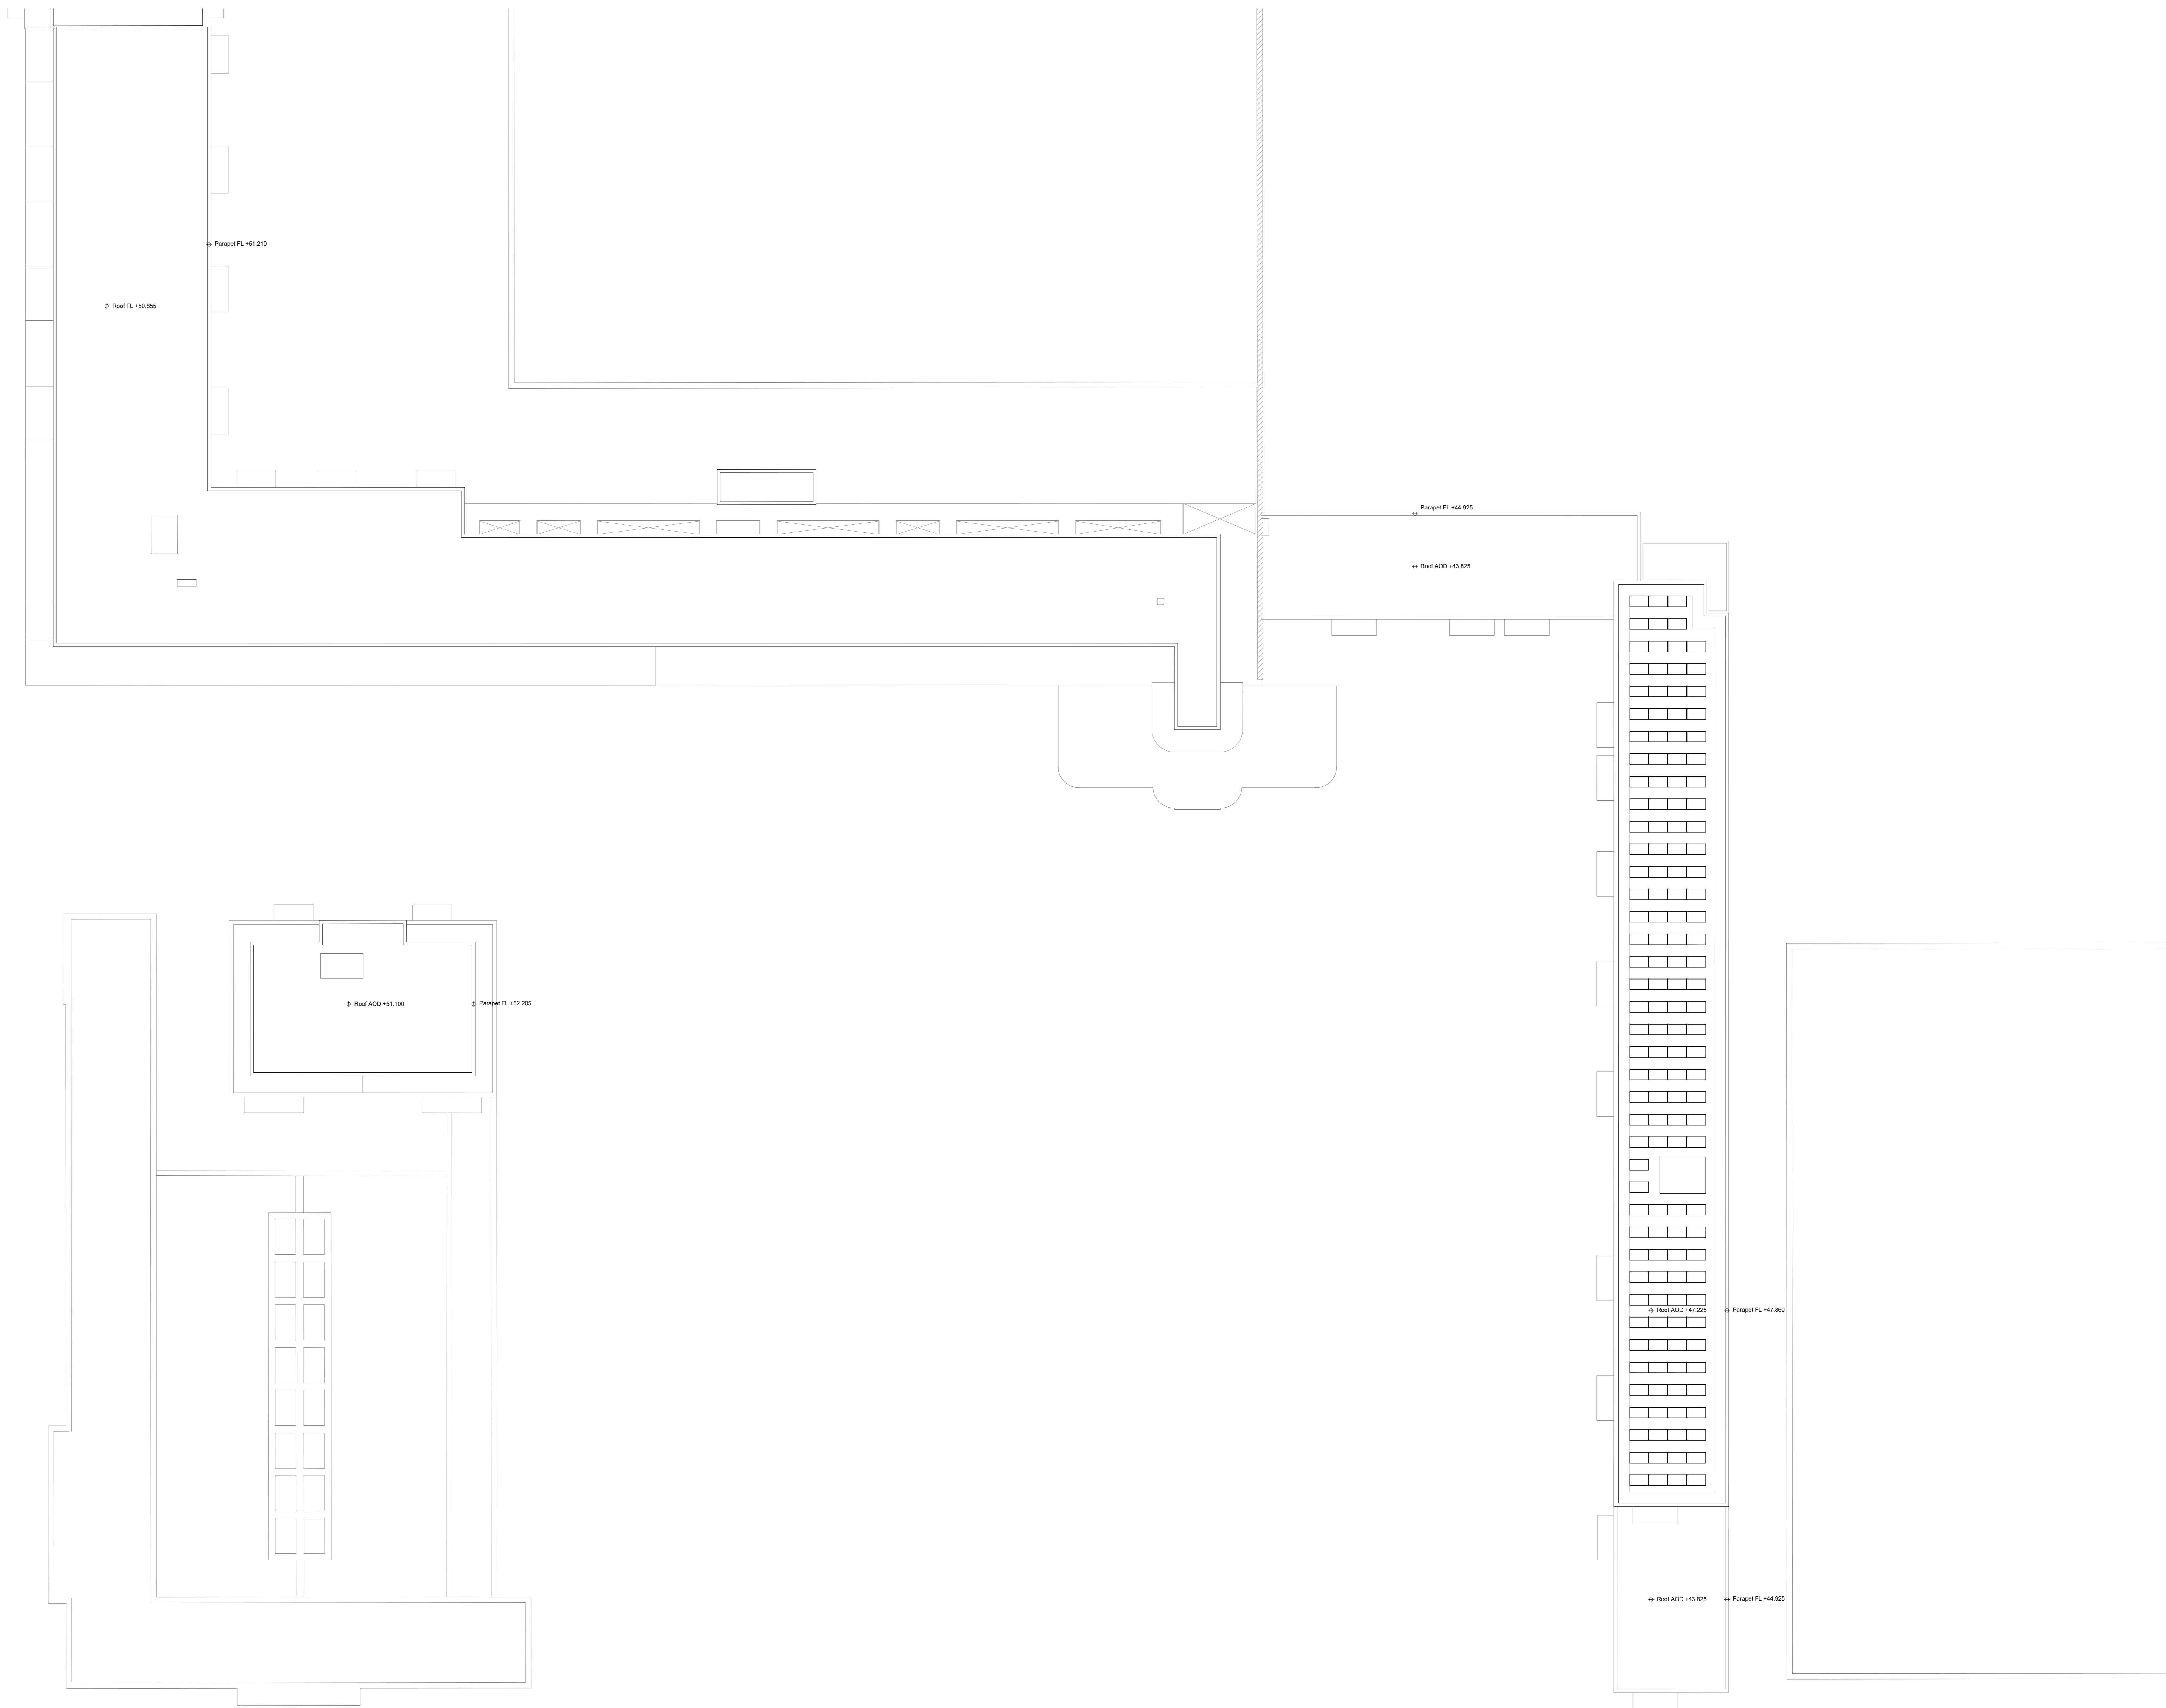 Parapet FL +51.210
Roof FL +50.855
Parapet FL +44.925
Roof AOD +43.825
Roof AOD +51.100
Parapet FL +52.205
Roof AOD +47.225
Parapet FL +47.860
Roof AOD +43.825
Parapet FL +44.925